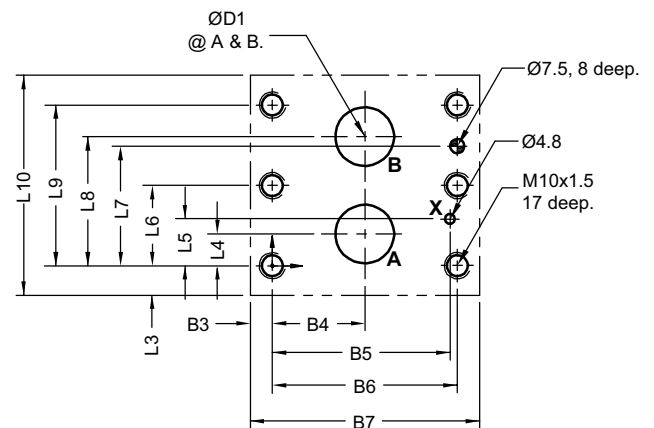 ØD1
@ A & B.
Ø7.5, 8 deep.
Ø4.8
M10x1.5
17 deep.
B
X
A
L10
L9
L8
L7
L6
L5
L4
L3
B3
B4
B5
B6
B7